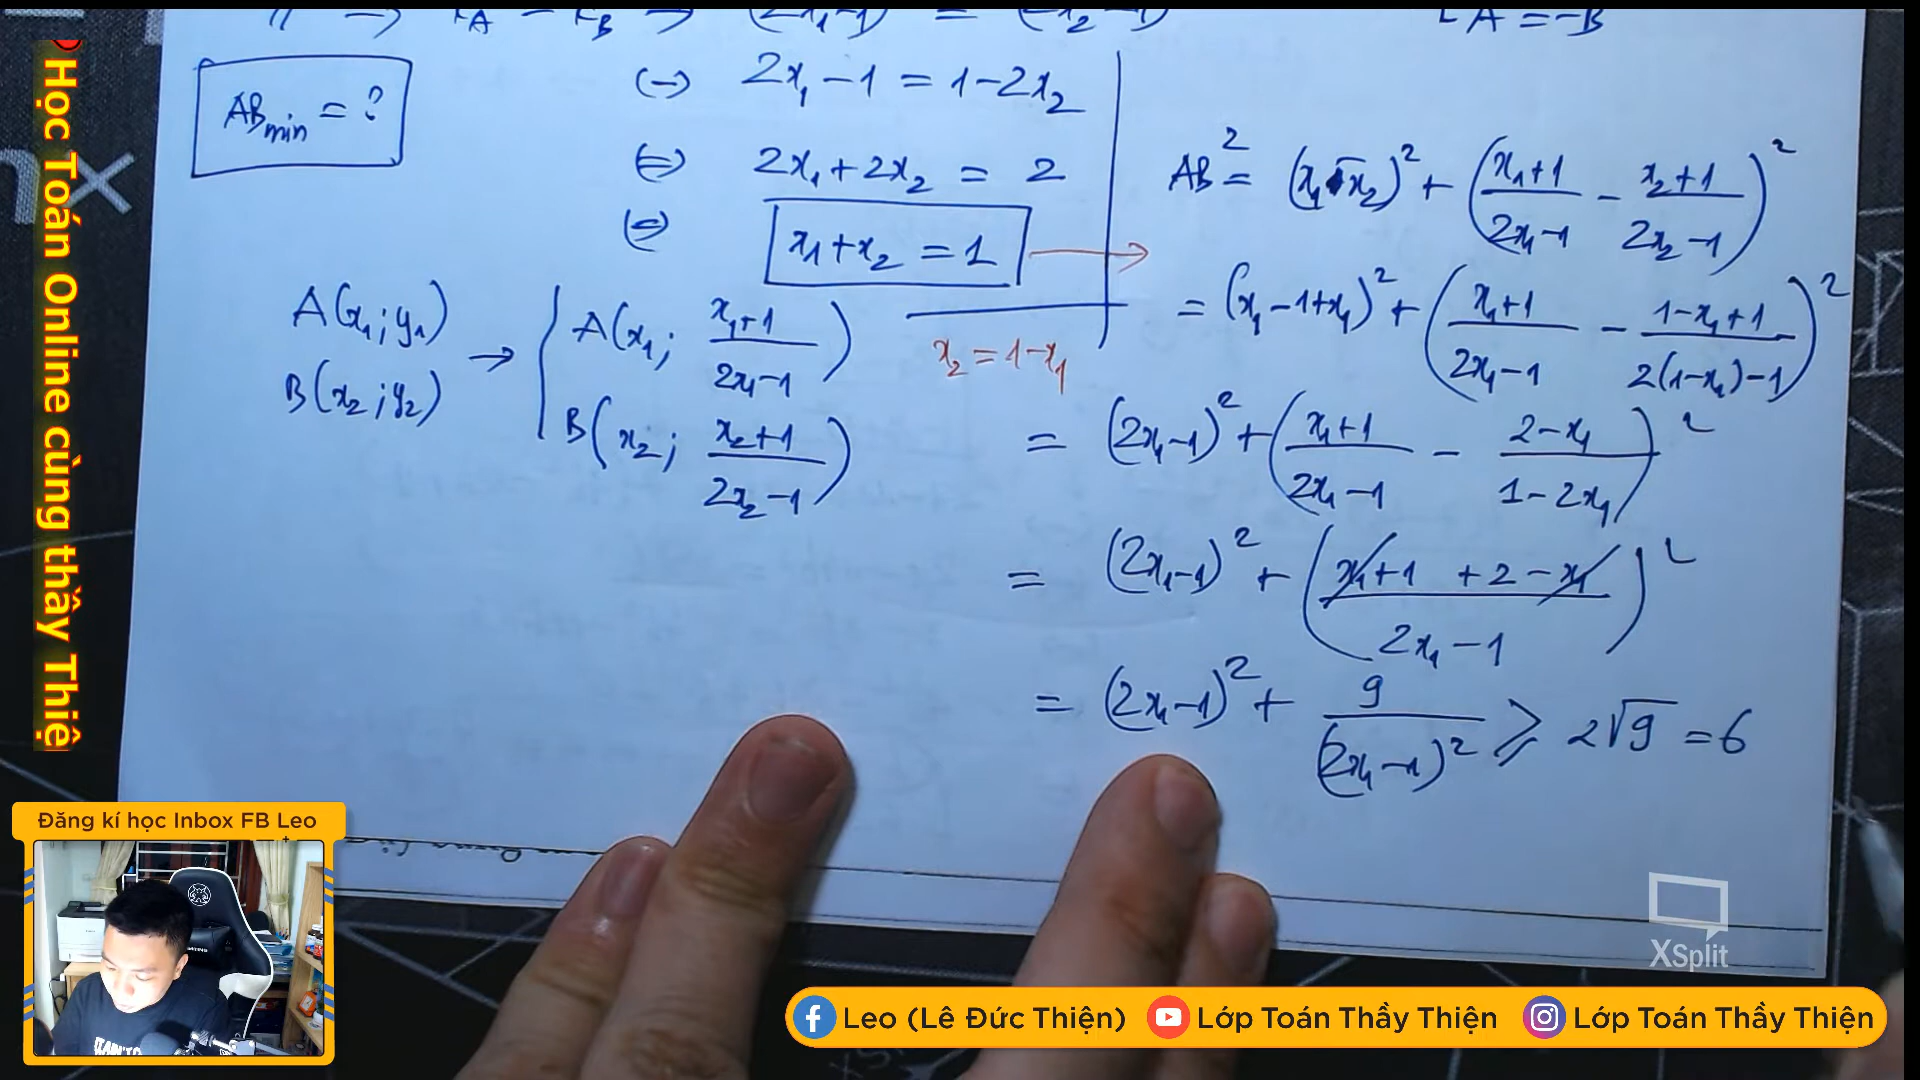 Học Toán Online cùng thầy Thiệ
A = -B
AB min = ?
(→) 2x₁ - 1 = 1 - 2x₂
(=) 2x₁ + 2x₂ = 2
(=) x₁ + x₂ = 1
A(x₁; y₁)
B(x₂; y₂)
→ { A(x₁; (x₁+1)/(2x₁-1))
B(x₂; (x₂+1)/(2x₂-1))
x₂ = 1 - x₁
AB² = (x₁ - x₂)² + ((x₁+1)/(2x₁-1) - (x₂+1)/(2x₂-1))²
= (x₁ - 1 + x₁)² + ((x₁+1)/(2x₁-1) - (1-x₁+1)/(2(1-x₁)-1))²
= (2x₁-1)² + ((x₁+1)/(2x₁-1) - (2-x₁)/(1-2x₁))²
= (2x₁-1)² + ((x₁+1 +2-x₁)/(2x₁-1))²
= (2x₁-1)² + 9/(2x₁-1)² ⩾ 2√9 = 6
Đăng kí học Inbox FB Leo
XSplit
Leo (Lê Đức Thiện) Lớp Toán Thầy Thiện Lớp Toán Thầy Thiện